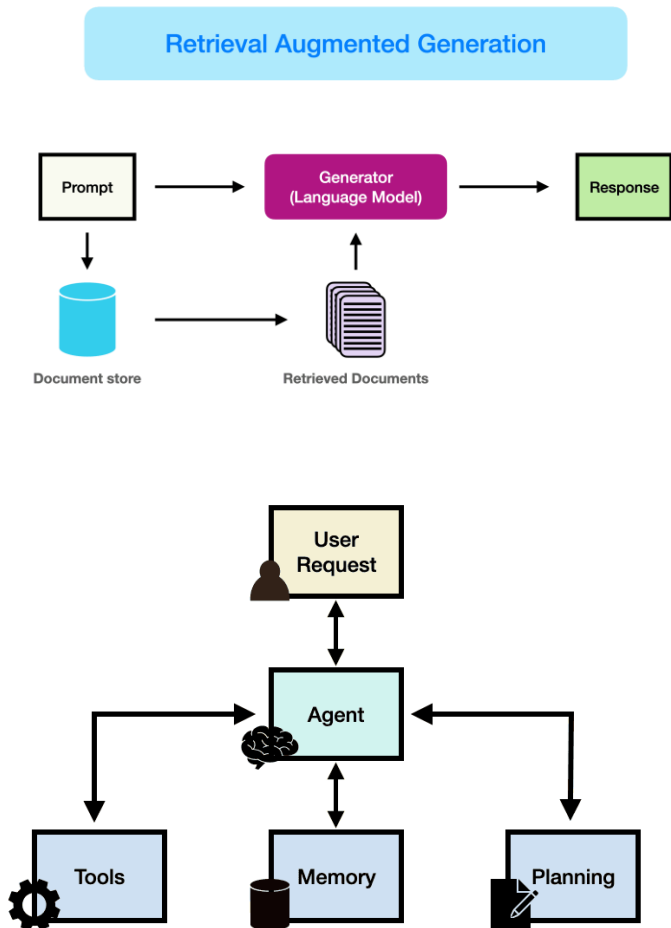 Retrieval Augmented Generation
Prompt
Generator
(Language Model)
Response
Document store
Retrieved Documents
User
Request
Agent
Tools
Memory
Planning